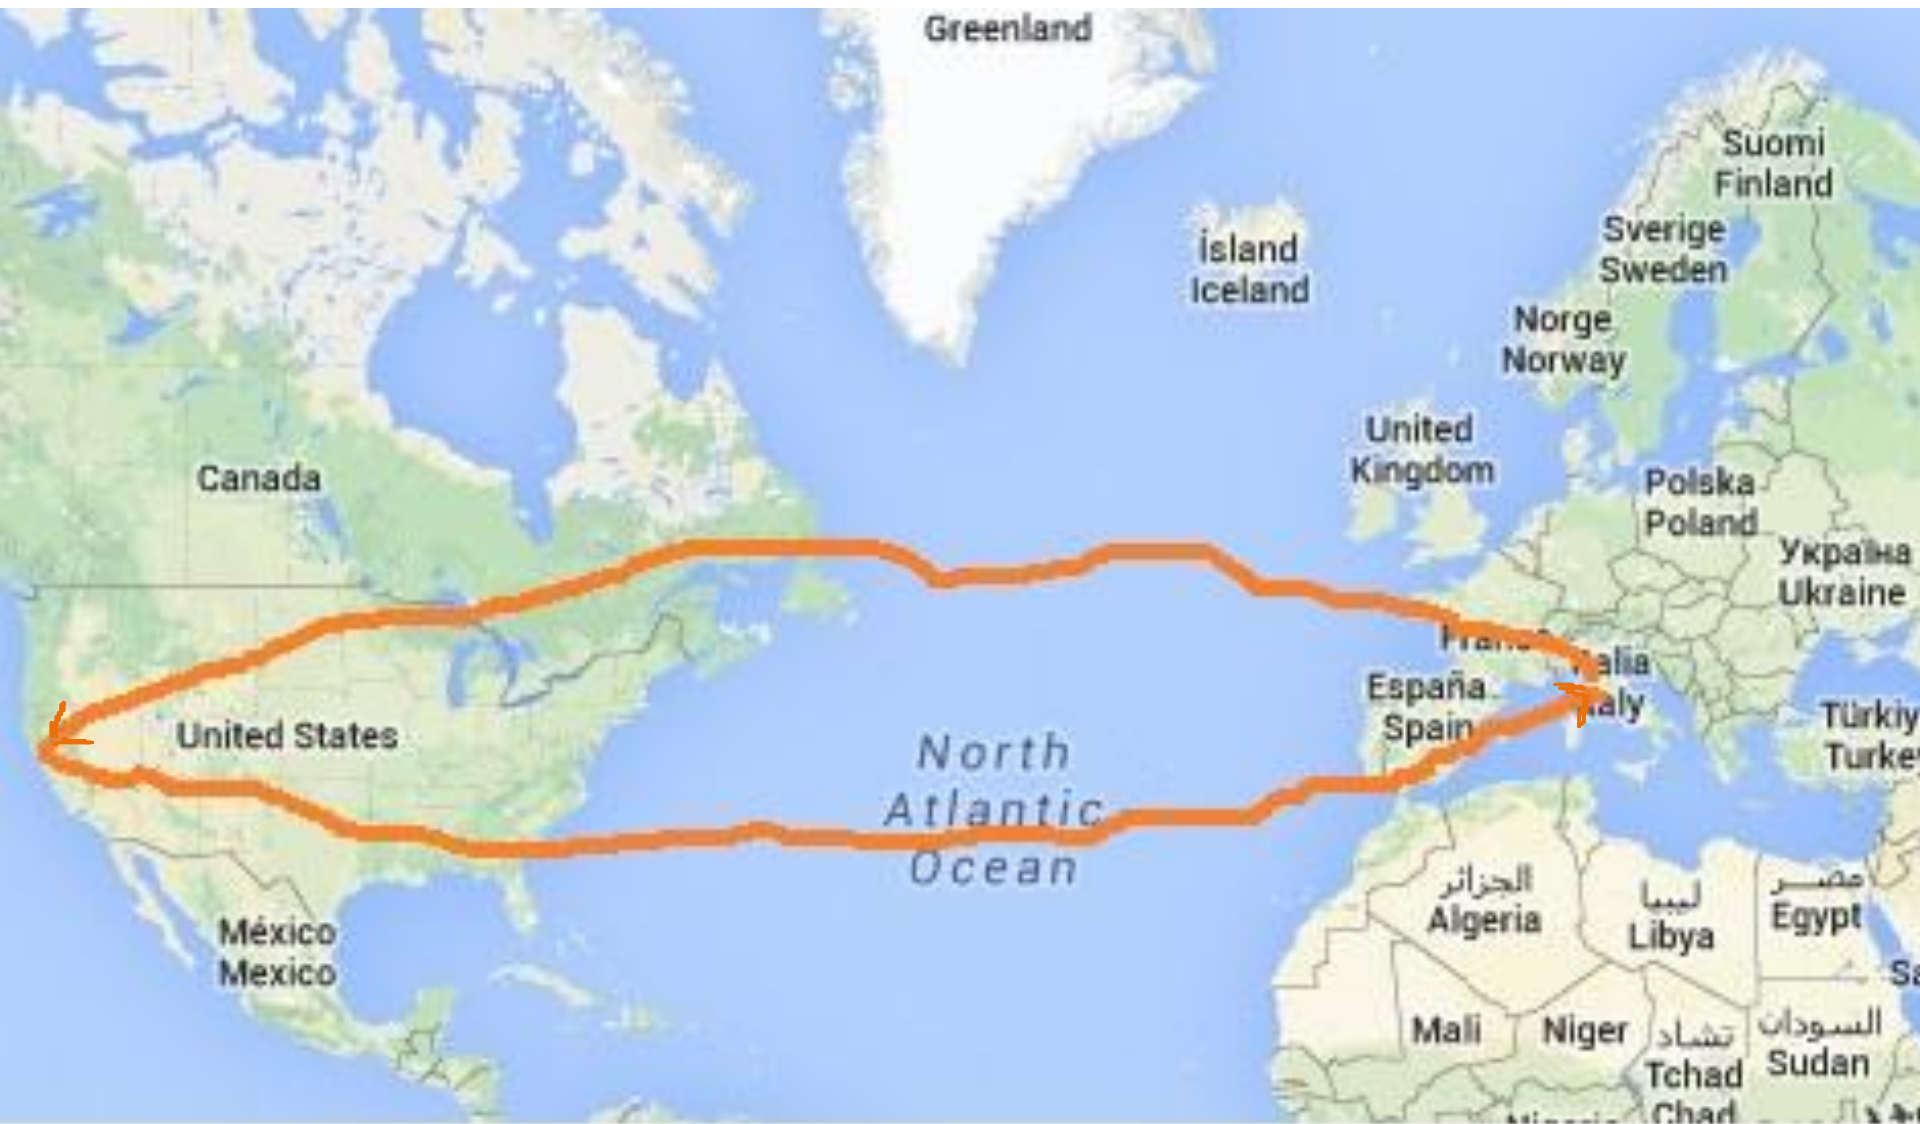 Greenland
Suomi
Finland
Ísland
Iceland
Sverige
Sweden
Norge
Norway
United
Kingdom
Canada
Polska
Poland
Україна
Ukraine
España
Spain
United States
North
Atlantic
Ocean
الجزائر
Algeria
ليبيا
Libya
مصر
Egypt
México
Mexico
Mali
Niger
تشاد
Tchad
Chad
السودان
Sudan